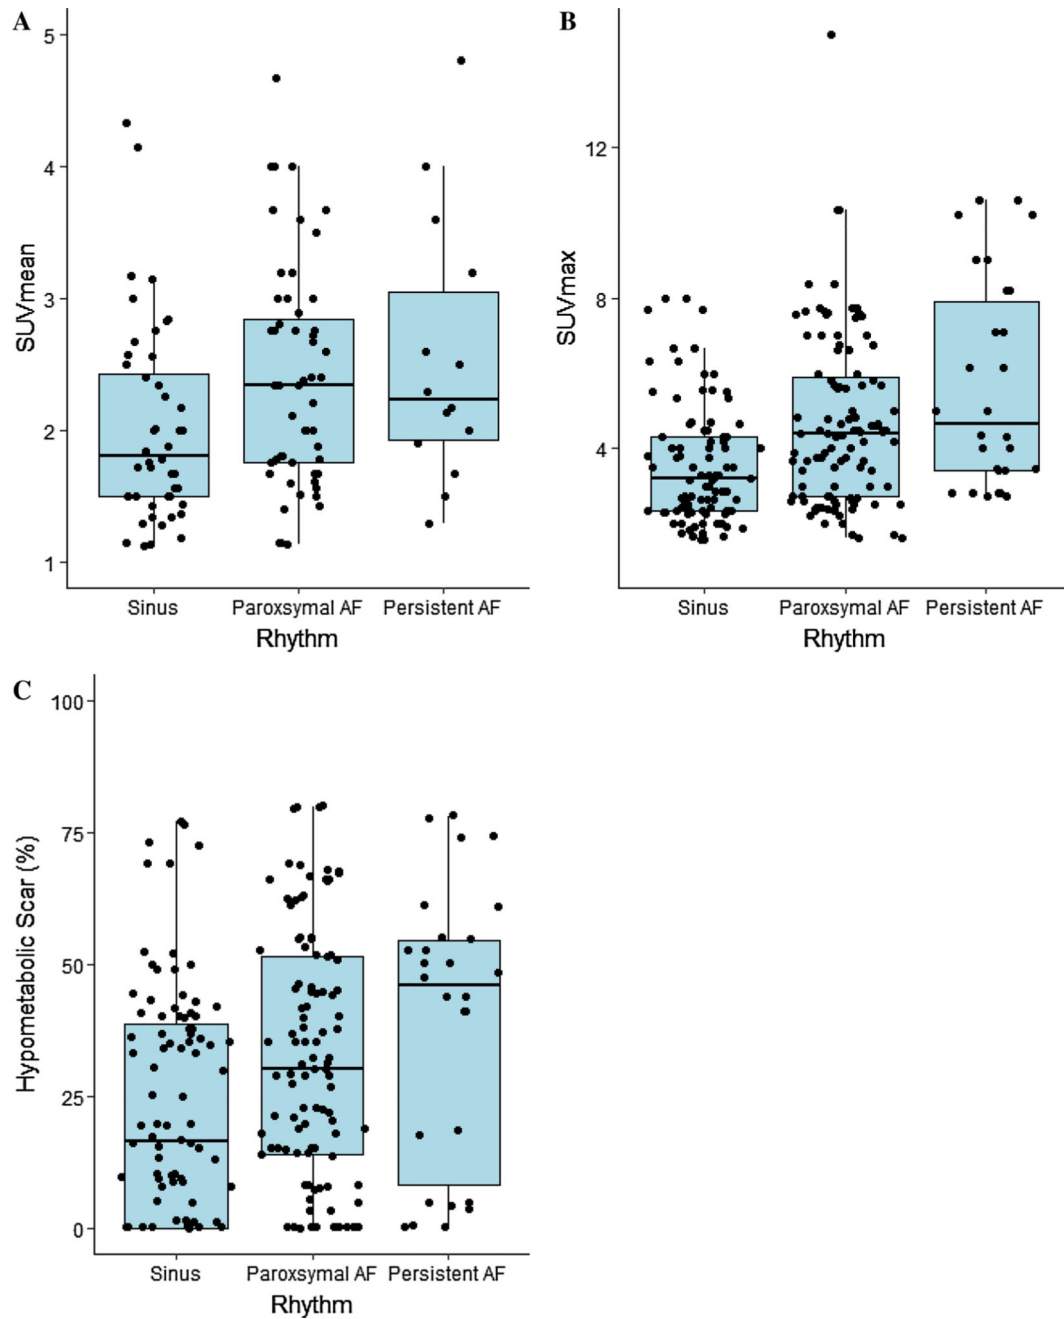 A
5
4
3
2
1
SUVmean
Sinus
Paroxsymal AF
Persistent AF
Rhythm
B
12
8
4
SUVmax
Sinus
Paroxsymal AF
Persistent AF
Rhythm
C
100
75
50
25
0
Hypometabolic Scar (%)
Sinus
Paroxsymal AF
Persistent AF
Rhythm